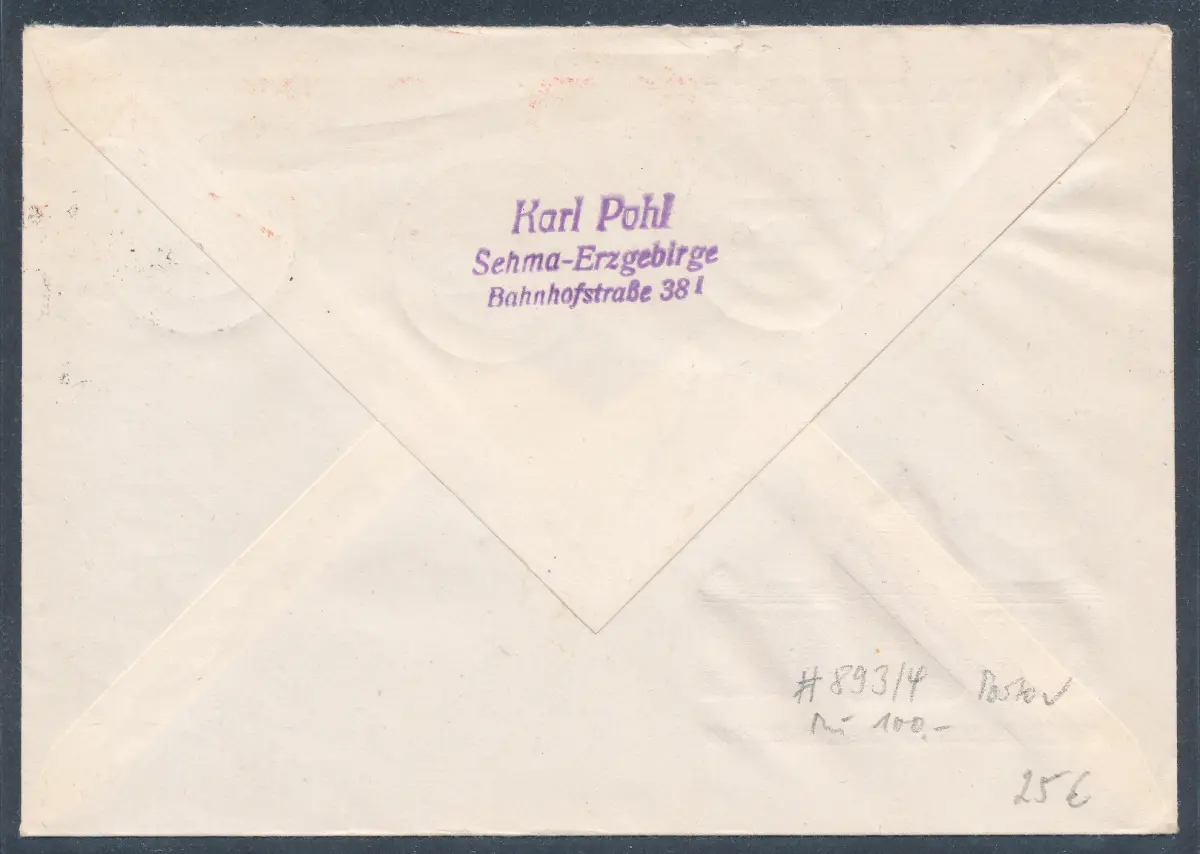 Karl Pohl
Sehma-Erzgebirge
Bahnhofstraße 38 I
# 893/4
Mi 100,-
25 €